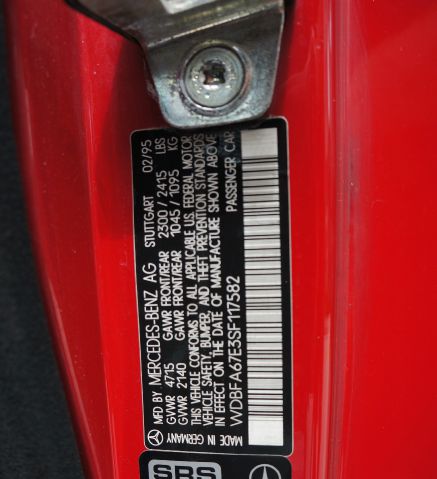 MFD BY MERCEDES-BENZ AG STUTTGART 02/95
GVWR 4715 GAWR FRONT/REAR 2300 / 2415 LBS
GVWR 2140 GAWR FRONT/REAR 1045 / 1095 KG
THIS VEHICLE CONFORMS TO ALL APPLICABLE US. FEDERAL MOTOR
VEHICLE SAFETY, BUMPER, AND THEFT PREVENTION STANDARDS
IN EFFECT ON THE DATE OF MANUFACTURE SHOWN ABOVE
WDBFA67E3SF117582 PASSENGER CAR
MADE IN GERMANY
SRS